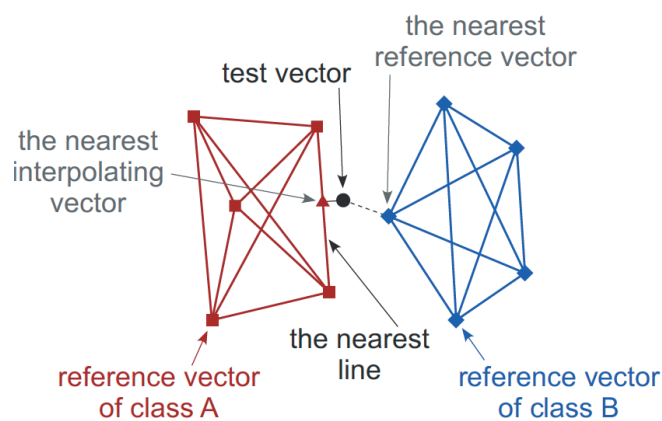 the nearest
reference vector
test vector
the nearest
interpolating
vector
the nearest
line
reference vector
of class A
reference vector
of class B